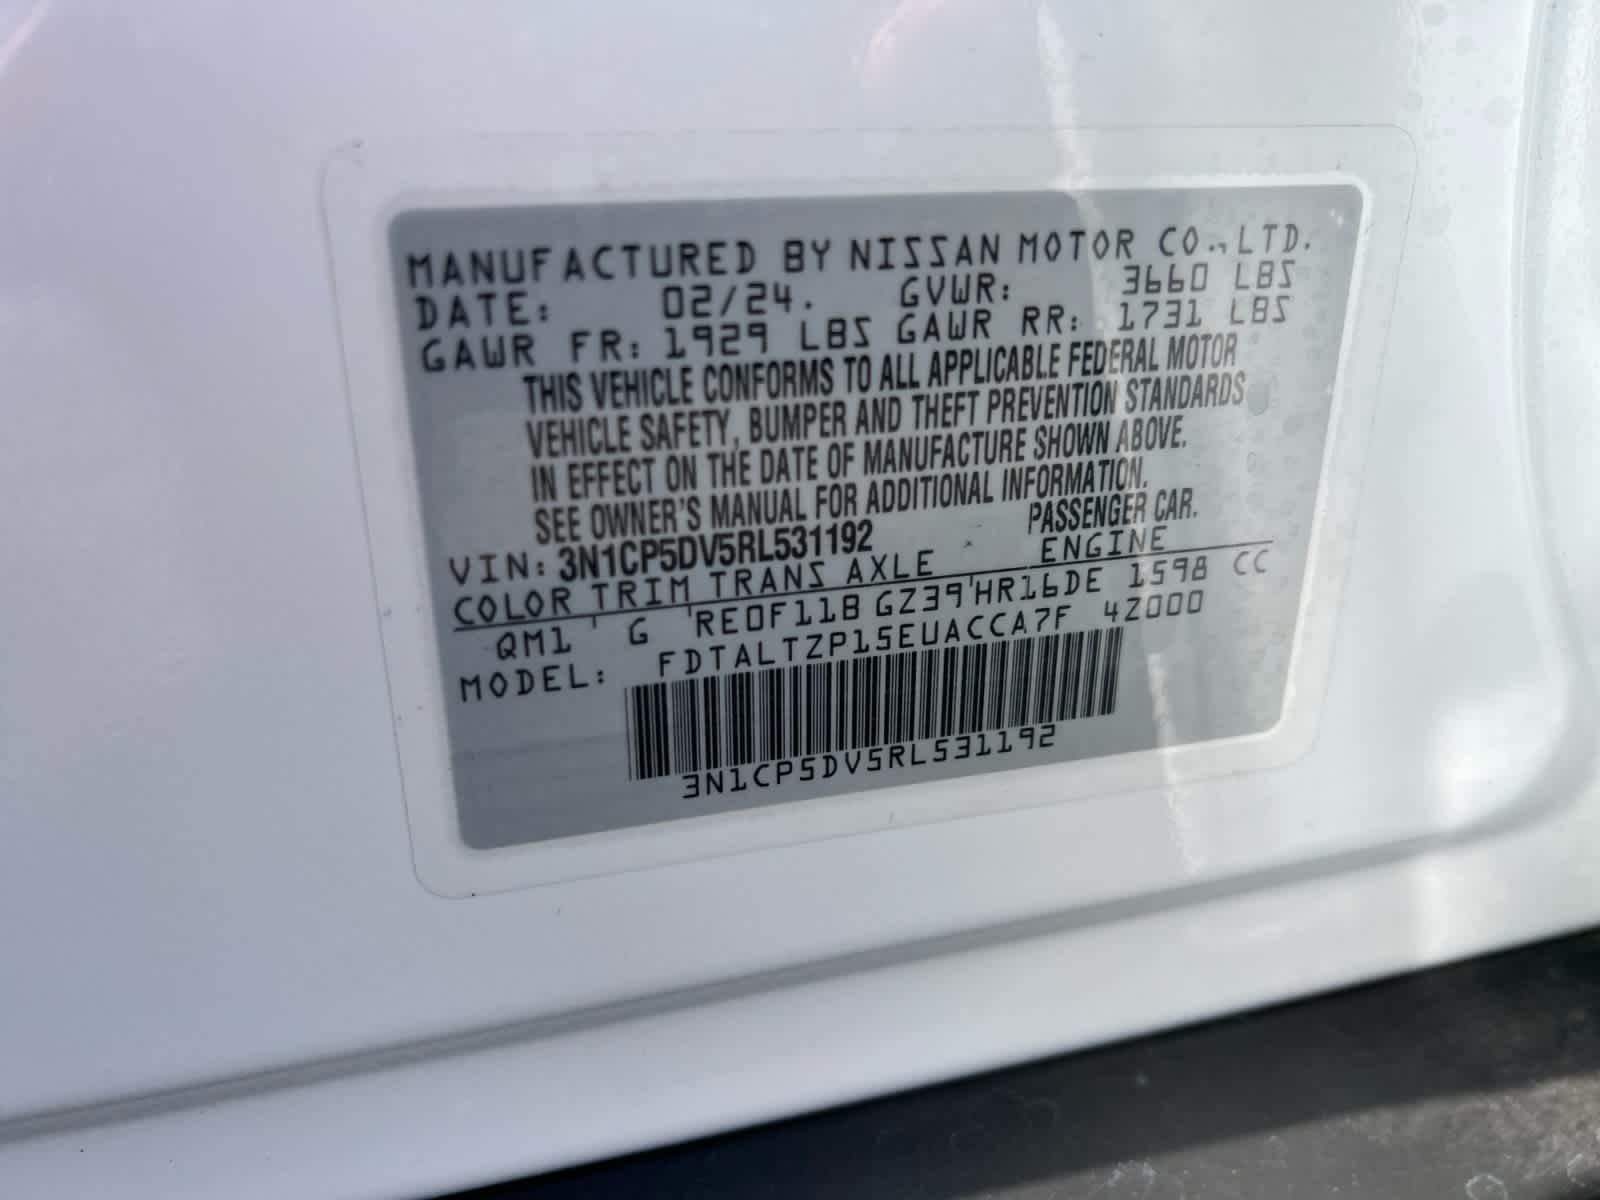 MANUFACTURED BY NISSAN MOTOR CO., LTD.
DATE: 02/24. GVWR: 3660 LBS
GAWR FR: 1929 LBS GAWR RR: 1731 LBS
THIS VEHICLE CONFORMS TO ALL APPLICABLE FEDERAL MOTOR
VEHICLE SAFETY, BUMPER AND THEFT PREVENTION STANDARDS
IN EFFECT ON THE DATE OF MANUFACTURE SHOWN ABOVE.
SEE OWNER'S MANUAL FOR ADDITIONAL INFORMATION.
VIN: 3N1CP5DV5RL531192 PASSENGER CAR.
COLOR TRIM TRANS AXLE ENGINE
QM1 ' G ' RE0F11B GZ39 ' HR16DE 1598 CC
MODEL: FDTALTZP15EUACCA7F 4Z000
3N1CP5DV5RL531192